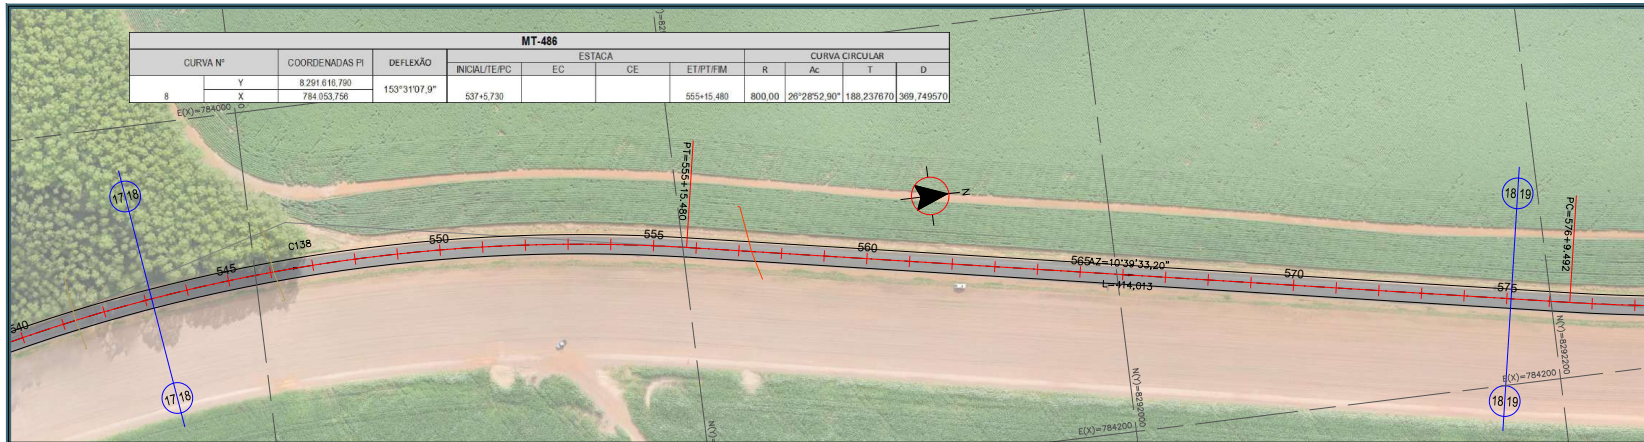 MT-486
CURVA Nº COORDENADAS PI DEFLEXÃO ESTACA CURVA CIRCULAR
INICIAL/TE/PC EC CE ET/PT/FIM R Ac T D
8 Y 8.291.616,790 153°31'07,9"
X 784.053,756 537+5,730 555+15,480 800,00 26°28'52,90" 188,237670 369,749570
E(X)=784000
17 18
PT=555+15.480
N
18 19
PC=576+9.492
C138
540
545
550
555
560
565
AZ=10°39'33,20"
L=414,013
570
575
17 18
N(Y)=8292000
E(X)=784200
N(Y)=8292200
E(X)=784200
18 19